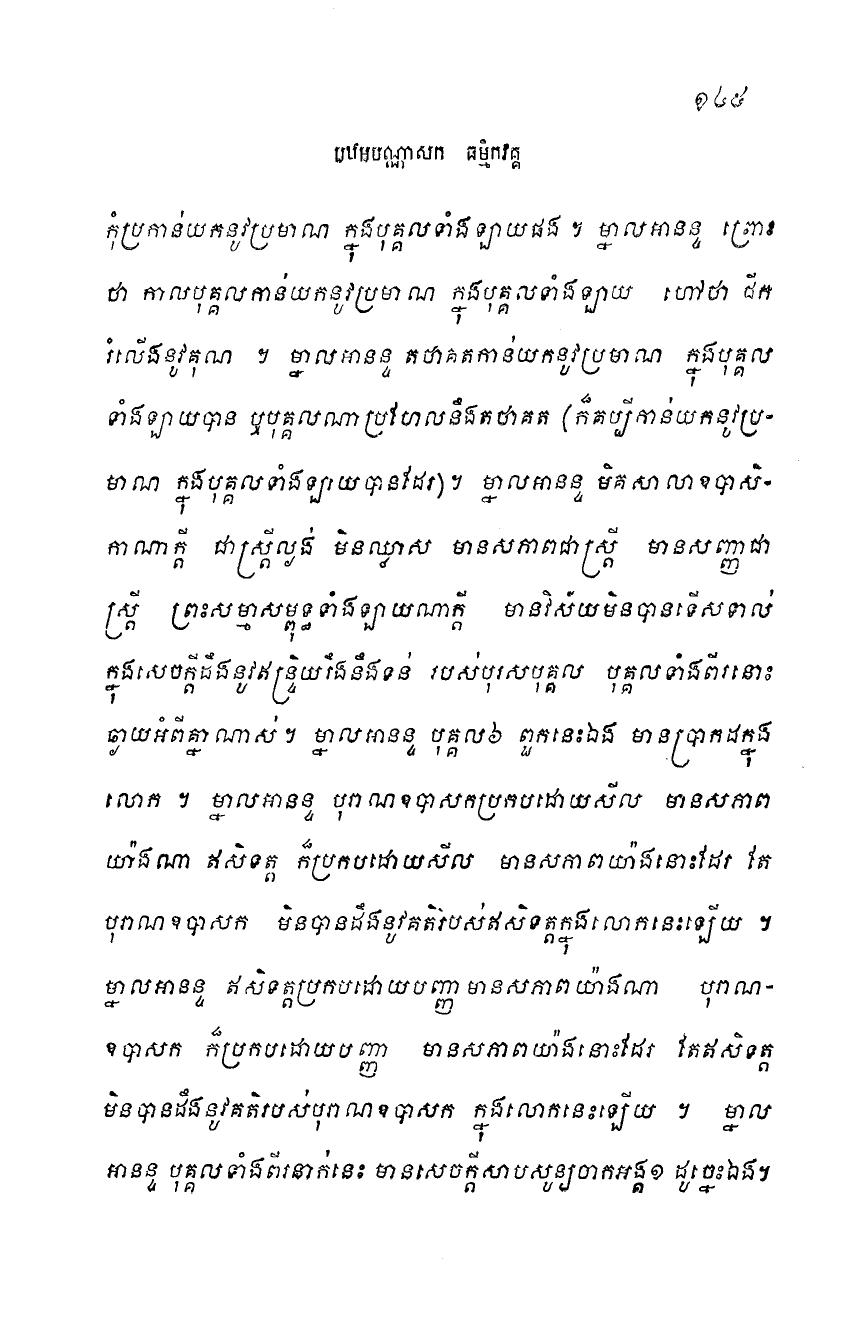 ១៤៥
បឋមបណ្ណាសក ធម្មិកវគ្គ
កុំប្រកាន់យកនូវប្រមាណ ក្នុងបុគ្គលទាំងឡាយផង ។ ម្នាលអានន្ទ ព្រោះ
ថា កាលបុគ្គលកាន់យកនូវប្រមាណ ក្នុងបុគ្គលទាំងឡាយ ហៅថា ជីក
រំលើងនូវគុណ ។ ម្នាលអានន្ទ តថាគតកាន់យកនូវប្រមាណ ក្នុងបុគ្គល
ទាំងឡាយបាន ឬបុគ្គលណាប្រហែលនឹងតថាគត (ក៏គប្បីកាន់យកនូវប្រ-
មាណ ក្នុងបុគ្គលទាំងឡាយបានដែរ)។ ម្នាលអានន្ទ មិគសាលាឧបាសិ-
កាណាក្តី ជាស្ត្រីល្ងង់ មិនឈ្លាស មានសភាពជាស្ត្រី មានសញ្ញាជា
ស្ត្រី ព្រះសម្មាសម្ពុទ្ធទាំងឡាយណាក្តី មានវិស័យមិនបានទើសទាល់
ក្នុងសេចក្តីដឹងនូវឥន្ទ្រិយរឹងនឹងទន់ របស់បុរសបុគ្គល បុគ្គលទាំងពីរនោះ
ឆ្ងាយអំពីគ្នាណាស់។ ម្នាលអានន្ទ បុគ្គល៦ ពួកនេះឯង មានប្រាកដក្នុង
លោក ។ ម្នាលអានន្ទ បុរាណឧបាសកប្រកបដោយសីល មានសភាព
យ៉ាងណា ឥសិទត្ត ក៏ប្រកបដោយសីល មានសភាពយ៉ាងនោះដែរ តែ
បុរាណឧបាសក មិនបានដឹងនូវគតិរបស់ឥសិទត្តក្នុងលោកនេះឡើយ ។
ម្នាលអានន្ទ ឥសិទត្តប្រកបដោយបញ្ញា មានសភាពយ៉ាងណា បុរាណ-
ឧបាសក ក៏ប្រកបដោយបញ្ញា មានសភាពយ៉ាងនោះដែរ តែឥសិទត្ត
មិនបានដឹងនូវគតិរបស់បុរាណឧបាសក ក្នុងលោកនេះឡើយ ។ ម្នាល
អានន្ទ បុគ្គលទាំងពីរនាក់នេះ មានសេចក្តីសាបសូន្យចាកអង្គ១ ដូច្នេះឯង។